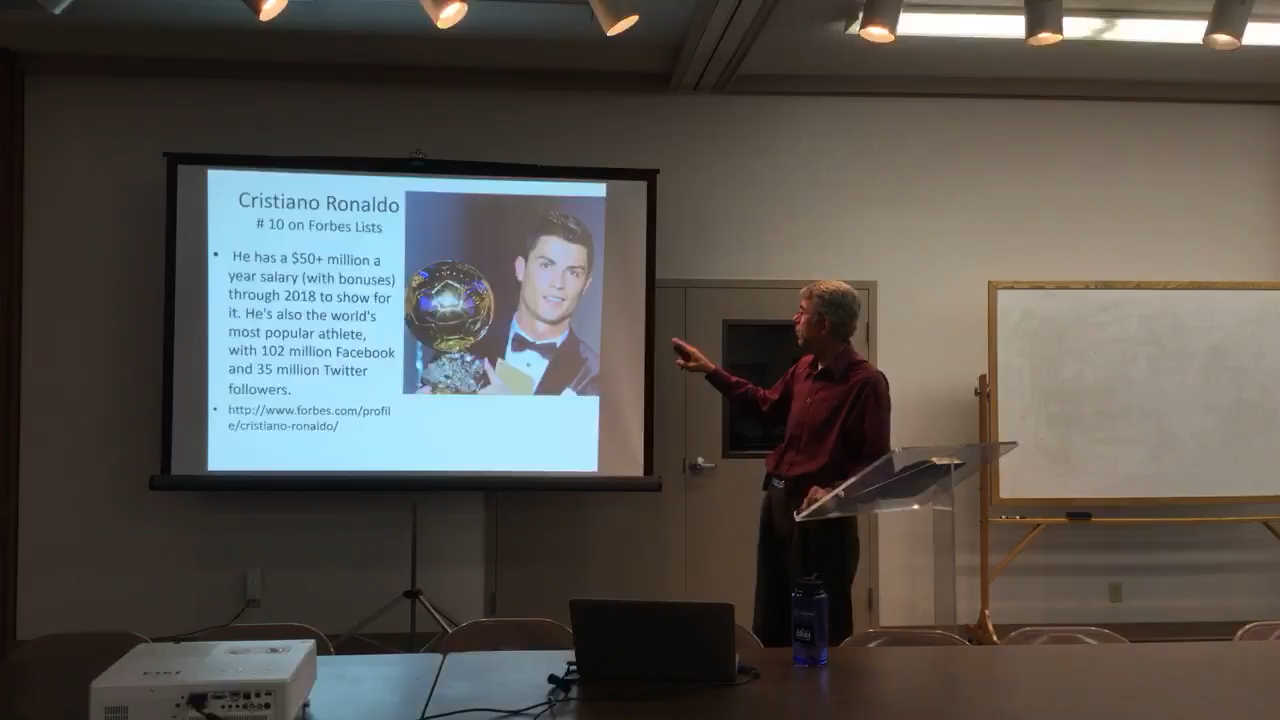 Cristiano Ronaldo
# 10 on Forbes Lists
• He has a $50+ million a
year salary (with bonuses)
through 2018 to show for
it. He's also the world's
most popular athlete,
with 102 million Facebook
and 35 million Twitter
followers.
• http://www.forbes.com/profil
e/cristiano-ronaldo/